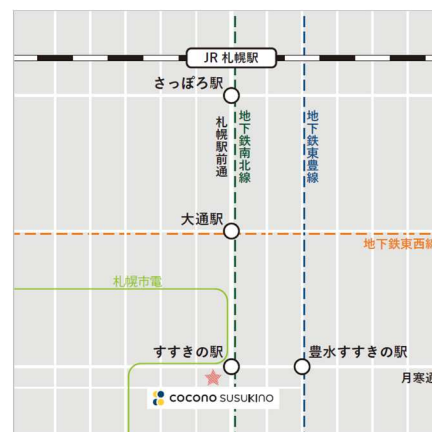 JR 札幌駅
さっぽろ駅
札幌駅前通
地下鉄南北線
地下鉄東豊線
大通駅
地下鉄東西線
札幌市電
すすきの駅
豊水すすきの駅
月寒通
cocono SUSUKINO